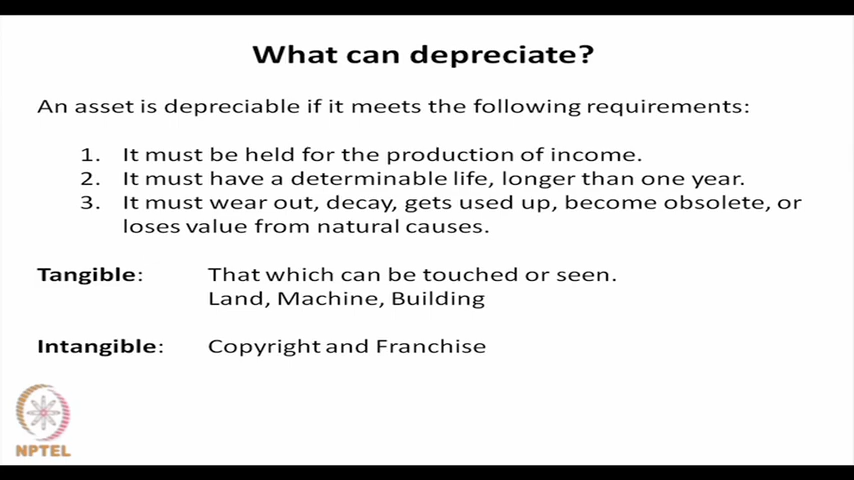 What can depreciate?
An asset is depreciable if it meets the following requirements:
1. It must be held for the production of income.
2. It must have a determinable life, longer than one year.
3. It must wear out, decay, gets used up, become obsolete, or
loses value from natural causes.
Tangible: That which can be touched or seen.
Land, Machine, Building
Intangible: Copyright and Franchise
NPTEL